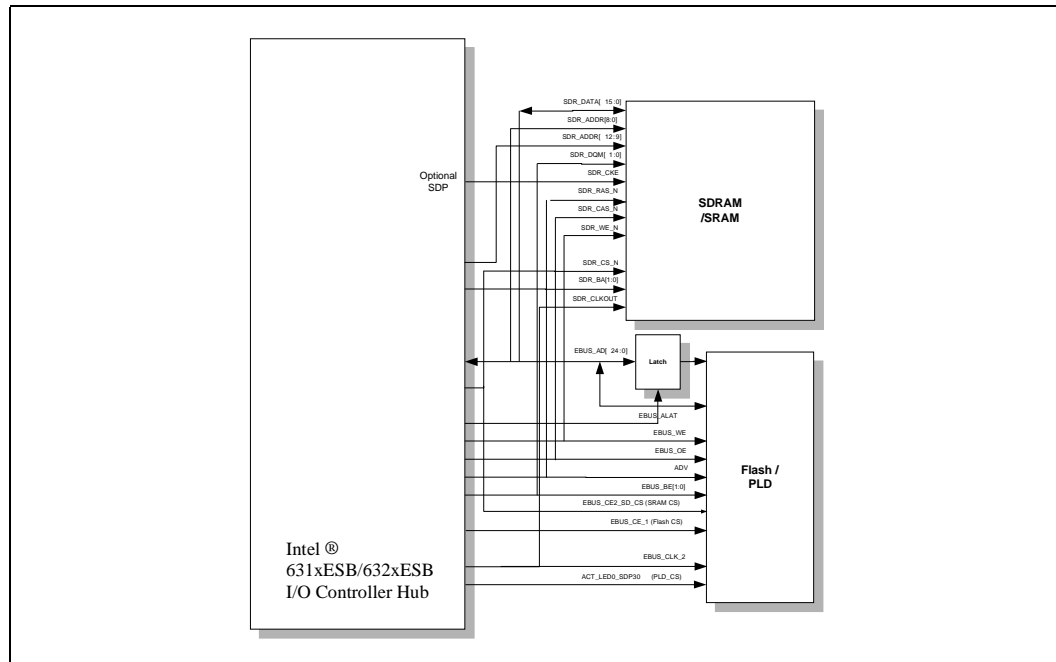 SDR_DATA[ 15:0]
SDR_ADDR[8:0]
SDR_ADDR[ 12:9]
SDR_DQM[ 1:0]
Optional
SDP
SDR_CKE
SDR_RAS_N
SDR_CAS_N
SDR_WE_N
SDRAM
/SRAM
SDR_CS_N
SDR_BA[1:0]
SDR_CLKOUT
EBUS_AD[ 24:0]
Latch
EBUS_ALAT
EBUS_WE
EBUS_OE
ADV
EBUS_BE[1:0]
Flash /
PLD
EBUS_CE2_SD_CS (SRAM CS)
EBUS_CE_1 (Flash CS)
EBUS_CLK_2
ACT_LED0_SDP30 (PLD_CS)
Intel ®
631xESB/632xESB
I/O Controller Hub